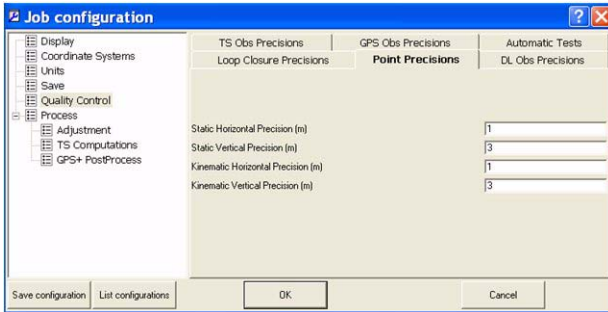 Job configuration
Display
Coordinate Systems
Units
Save
Quality Control
Process
Adjustment
TS Computations
GPS+ PostProcess
TS Obs Precisions
GPS Obs Precisions
Automatic Tests
Loop Closure Precisions
Point Precisions
DL Obs Precisions
Static Horizontal Precision (m)
1
Static Vertical Precision (m)
3
Kinematic Horizontal Precision (m)
1
Kinematic Vertical Precision (m)
3
Save configuration
List configurations
OK
Cancel